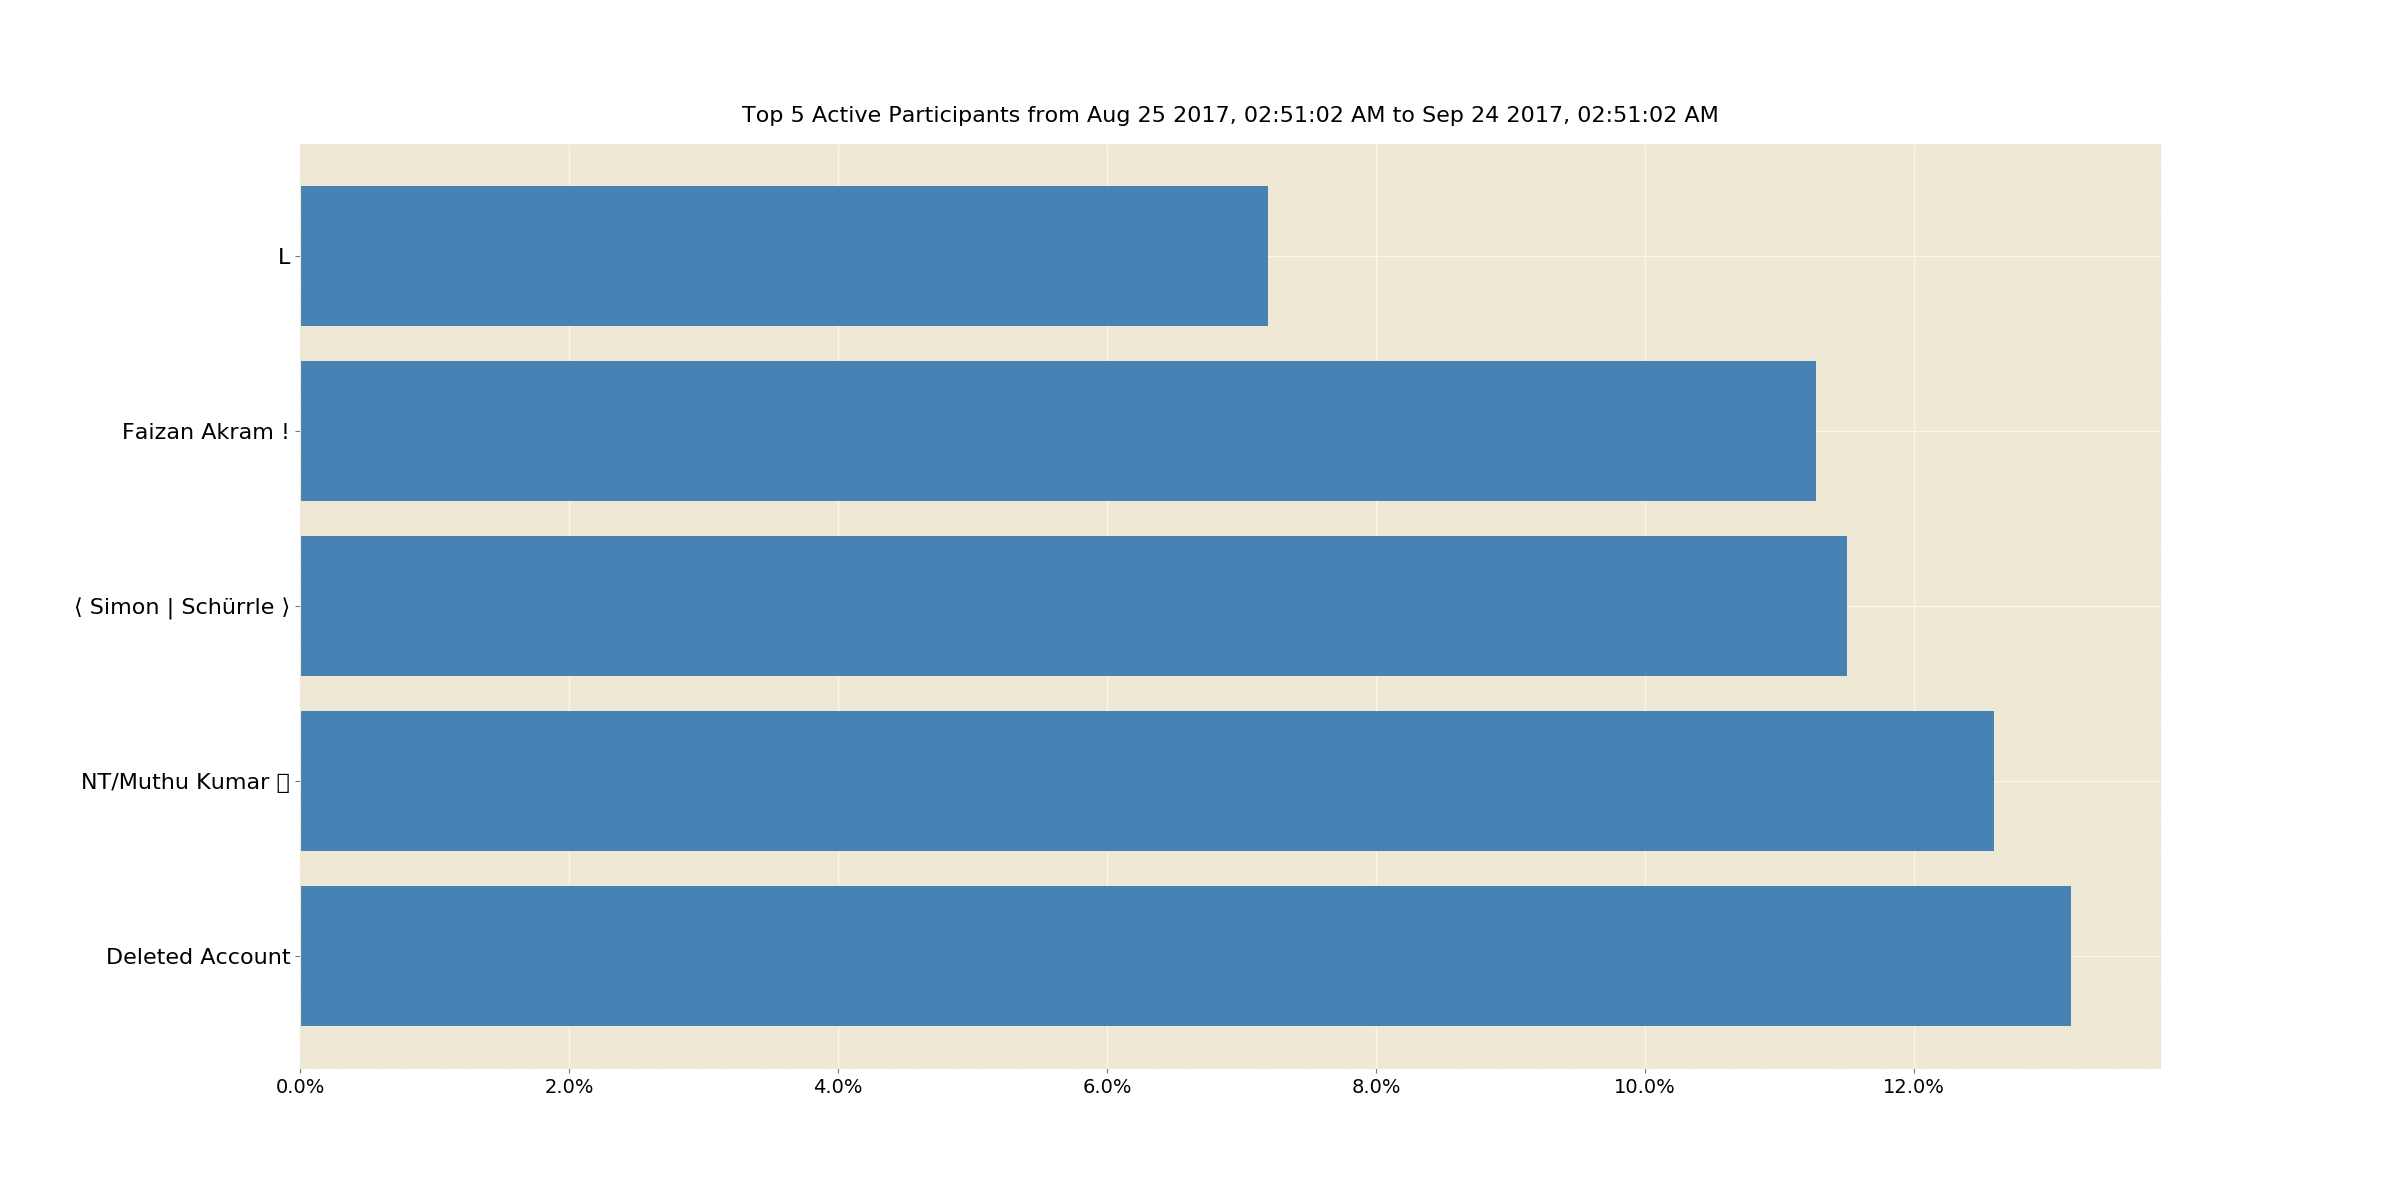 Top 5 Active Participants from Aug 25 2017, 02:51:02 AM to Sep 24 2017, 02:51:02 AM
L
Faizan Akram !
⟨ Simon | Schürrle ⟩
NT/Muthu Kumar
Deleted Account
0.0% 2.0% 4.0% 6.0% 8.0% 10.0% 12.0%